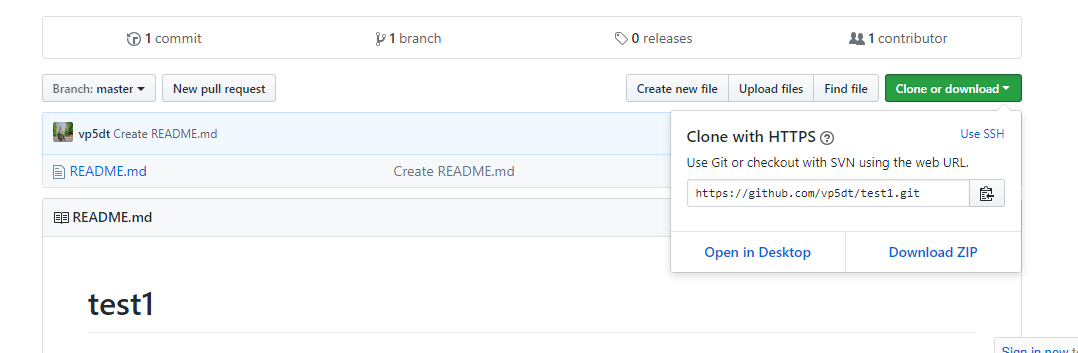 1 commit 1 branch 0 releases 1 contributor
Branch: master New pull request Create new file Upload files Find file Clone or download
vp5dt Create README.md
Clone with HTTPS ? Use SSH
README.md Create README.md
Use Git or checkout with SVN using the web URL.
https://github.com/vp5dt/test1.git
README.md
Open in Desktop Download ZIP
test1
Sign in now to